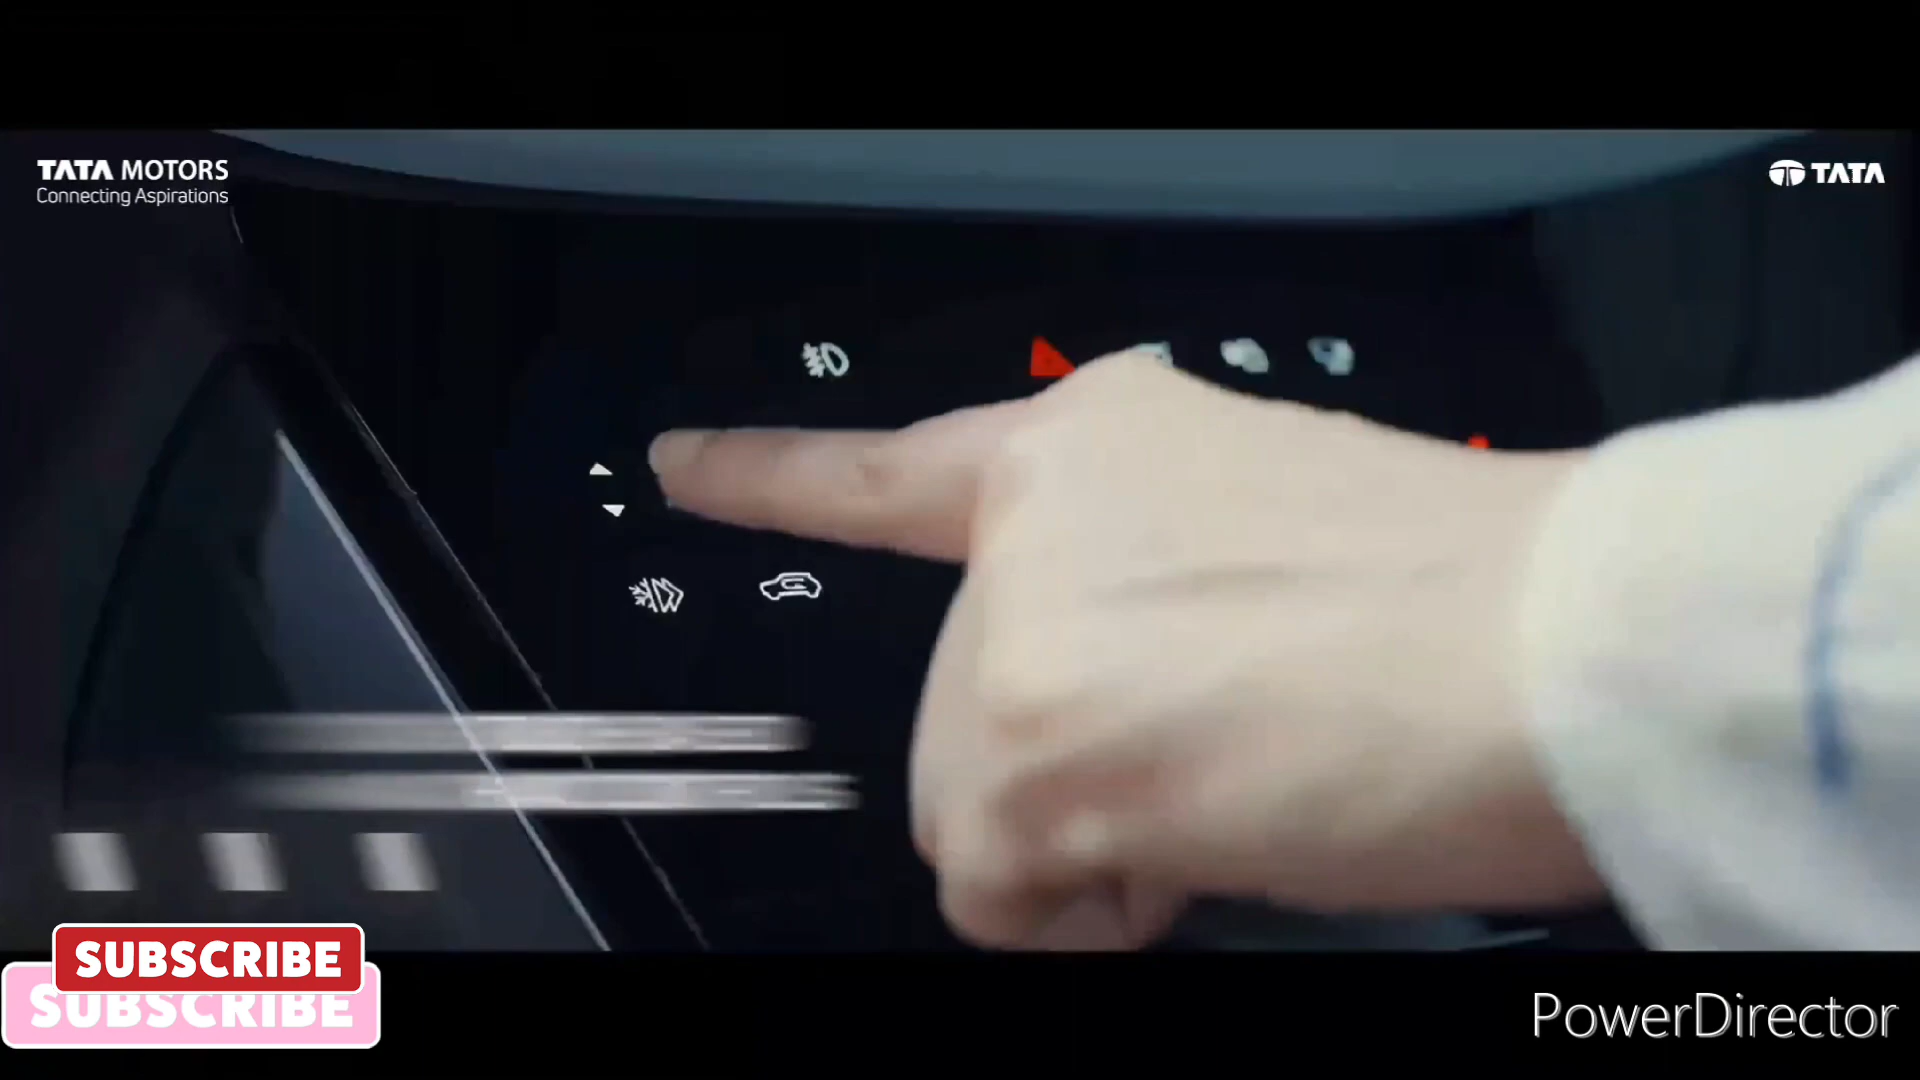 TATA MOTORS
Connecting Aspirations
TATA
SUBSCRIBE
SUBSCRIBE
PowerDirector